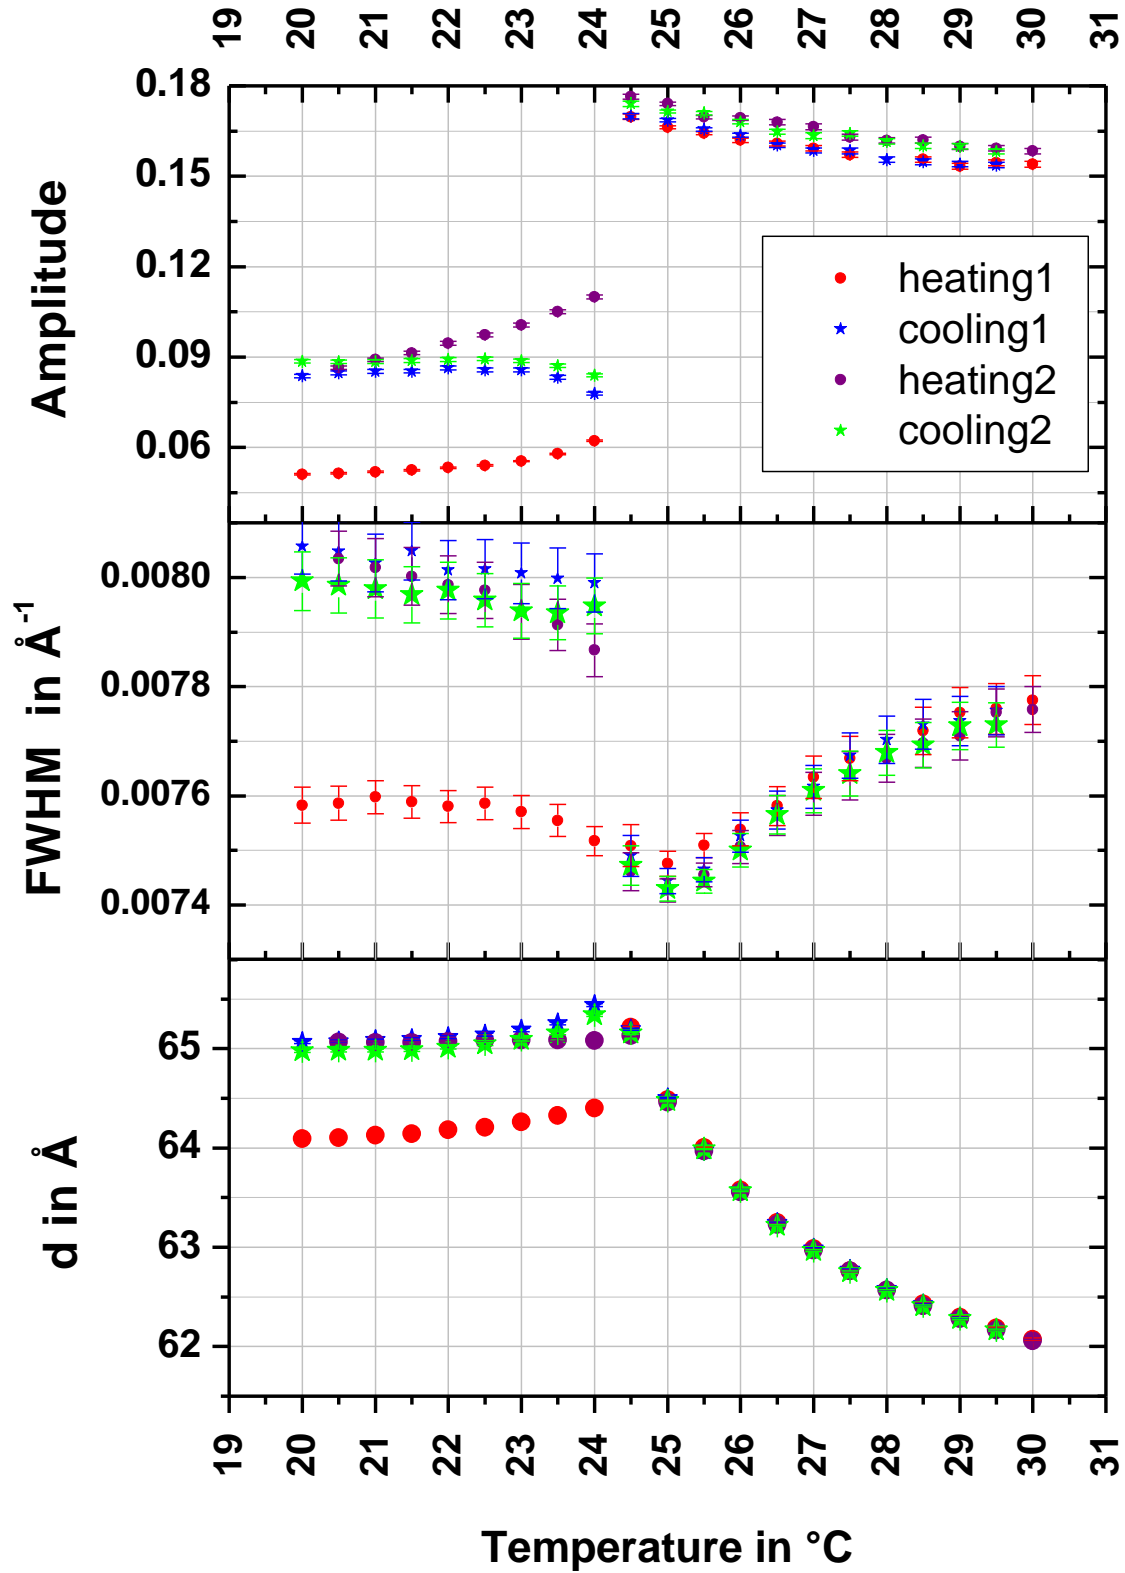 19 20 21 22 23 24 25 26 27 28 29 30 31
0.18
0.15
0.12
0.09
0.06
Amplitude
heating1
cooling1
heating2
cooling2
0.0080
0.0078
0.0076
0.0074
FWHM in Å⁻¹
65
64
63
62
d in Å
19 20 21 22 23 24 25 26 27 28 29 30 31
Temperature in °C